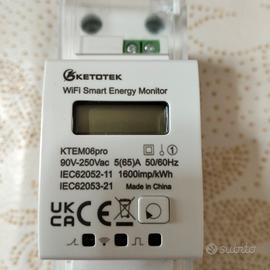 KETOTEK
WiFi Smart Energy Monitor
KTEM06pro
1
90V-250Vac 5(65)A 50/60Hz
IEC62052-11 1600imp/kWh
IEC62053-21 Made in China
UK
CA CE
subito